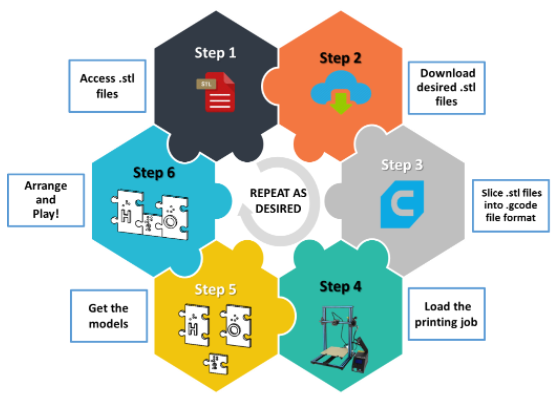 Step 1
Access .stl
files
STL
Step 2
Download
desired .stl
files
Step 3
Slice .stl files
into .gcode
file format
Step 4
Load the
printing job
Step 5
Get the
models
Step 6
Arrange
and
Play!
REPEAT AS
DESIRED
H
O
H
O